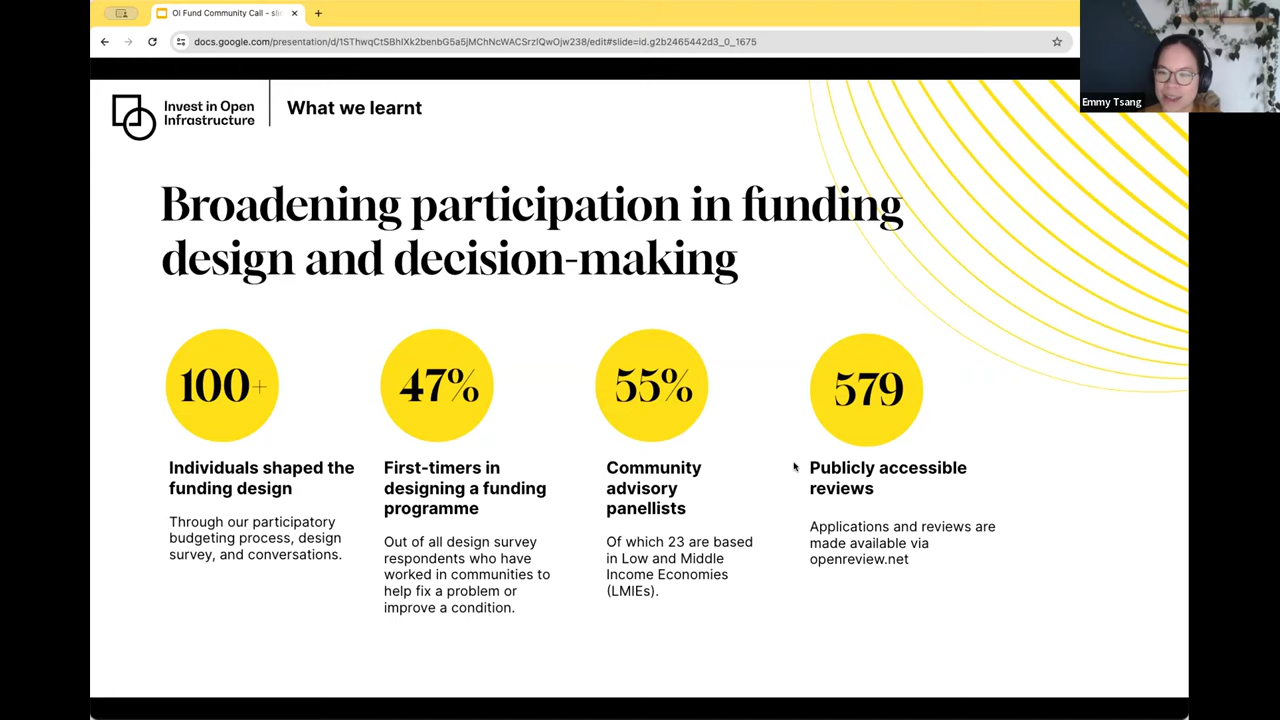 OI Fund Community Call - sli
docs.google.com/presentation/d/1SThwqCtSBhIXk2benbG5a5jMChNcWACSrzlQwOjw238/edit#slide=id.g2b2465442d3_0_1675
Emmy Tsang
Invest in Open
Infrastructure
What we learnt
Broadening participation in funding
design and decision-making
100+
Individuals shaped the
funding design
Through our participatory
budgeting process, design
survey, and conversations.
47%
First-timers in
designing a funding
programme
Out of all design survey
respondents who have
worked in communities to
help fix a problem or
improve a condition.
55%
Community
advisory
panellists
Of which 23 are based
in Low and Middle
Income Economies
(LMIEs).
579
Publicly accessible
reviews
Applications and reviews are
made available via
openreview.net